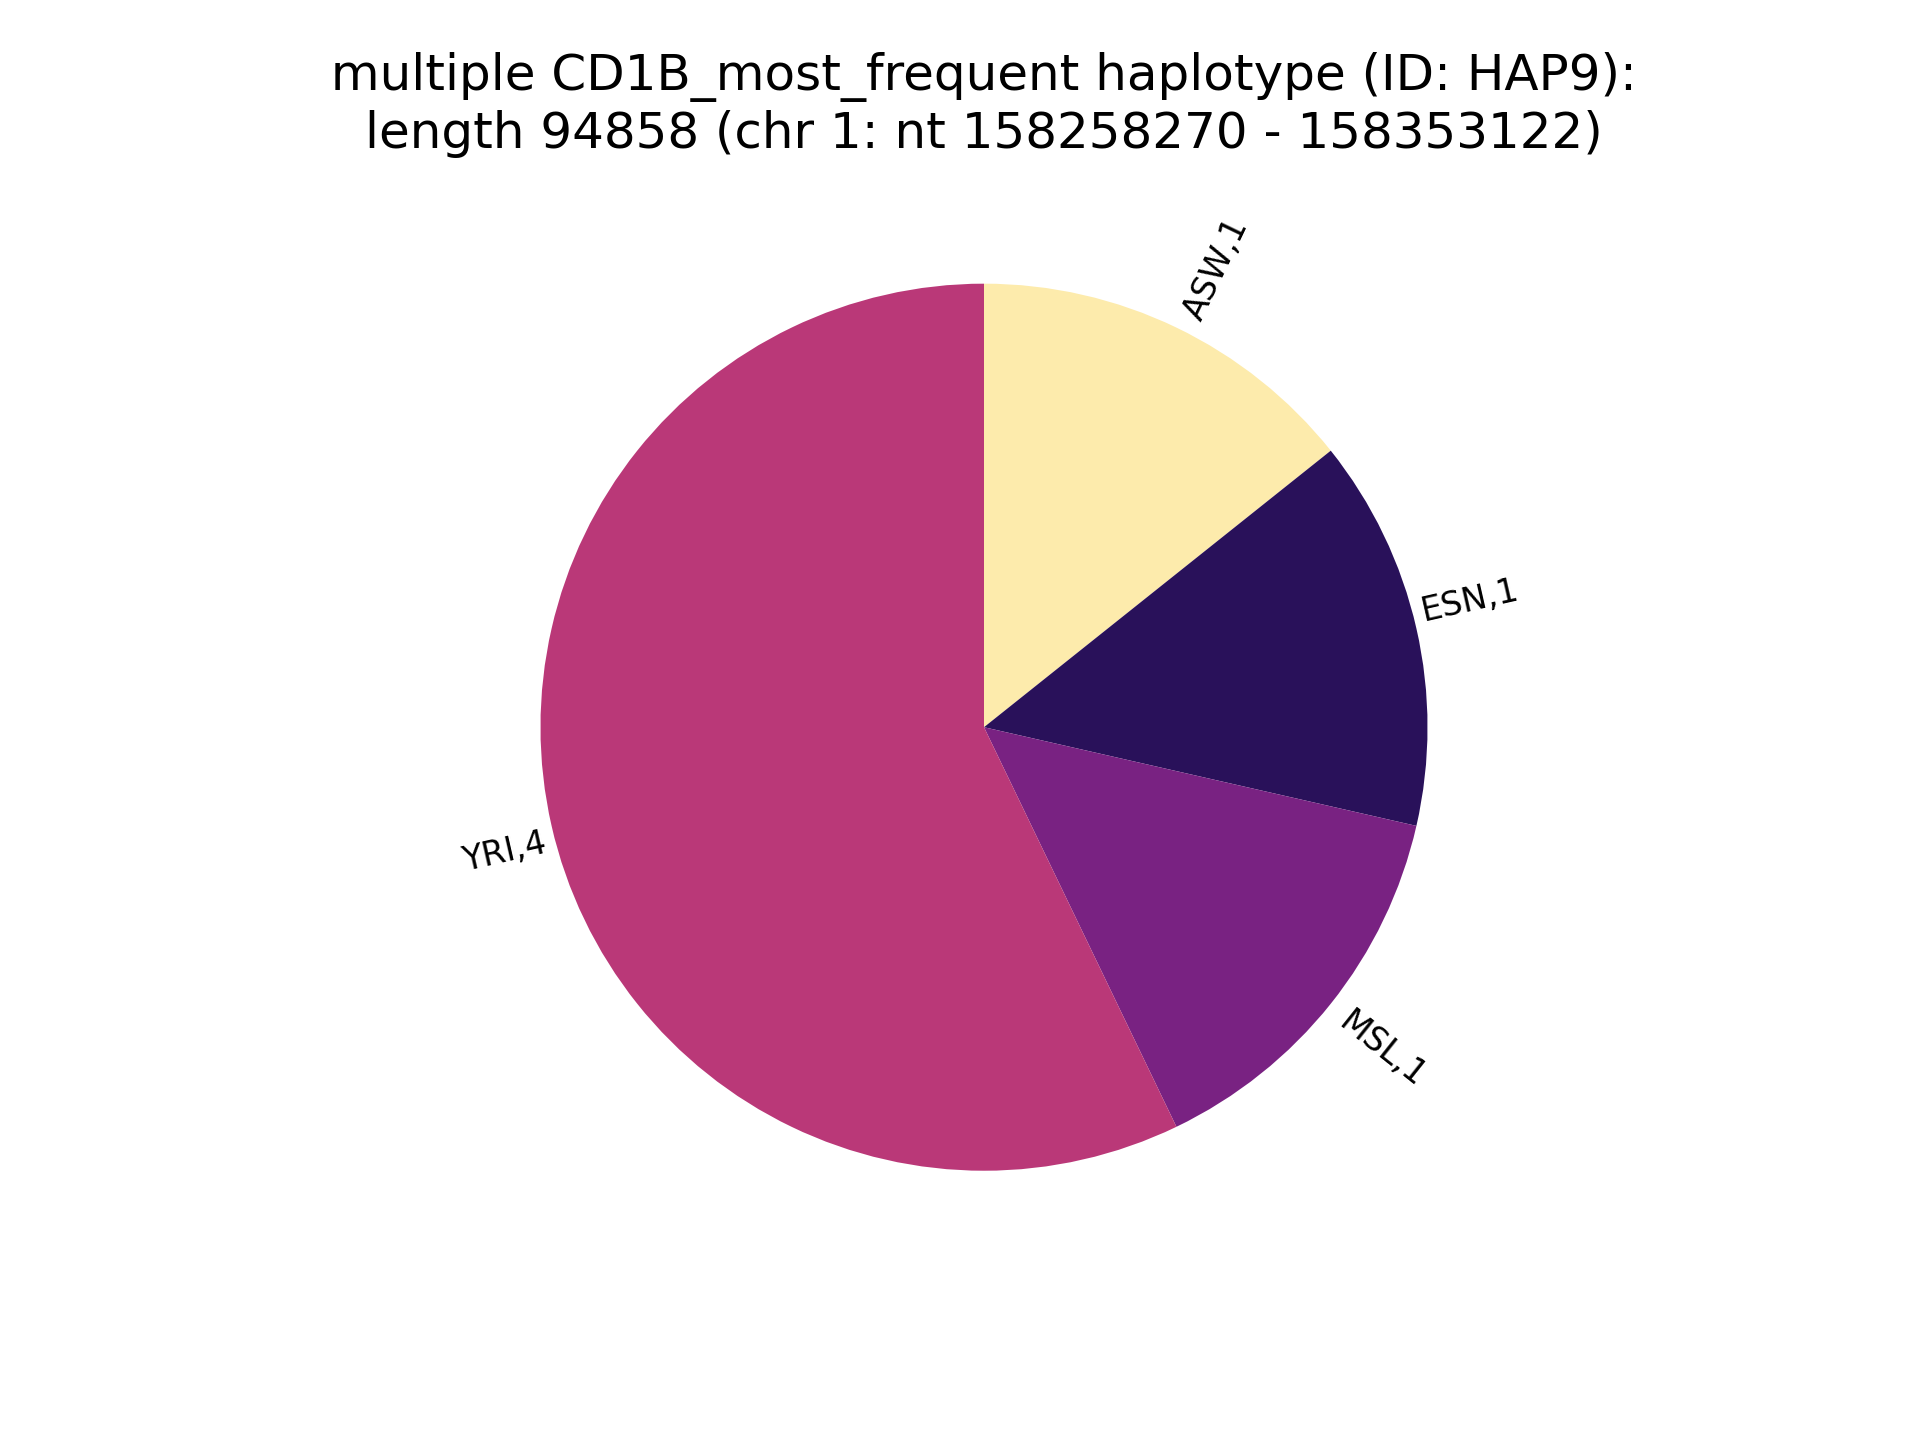 multiple CD1B_most_frequent haplotype (ID: HAP9):
length 94858 (chr 1: nt 158258270 - 158353122)
ASW,1
ESN,1
YRI,4
MSL,1